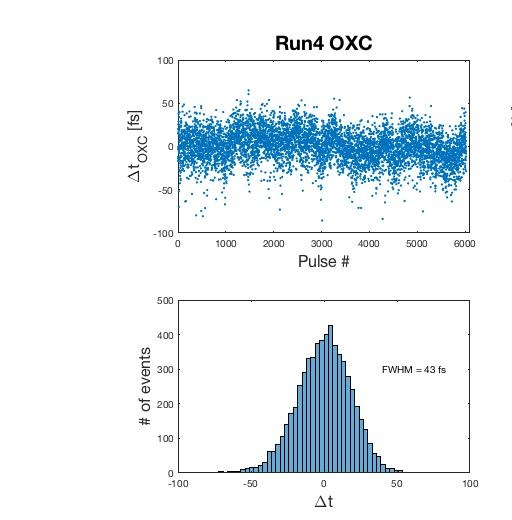 Run4 OXC
100
50
0
-50
-100
Δt_OXC [fs]
0 1000 2000 3000 4000 5000 6000
Pulse #
500
400
300
200
100
0
# of events
FWHM = 43 fs
-100 -50 0 50 100
Δt